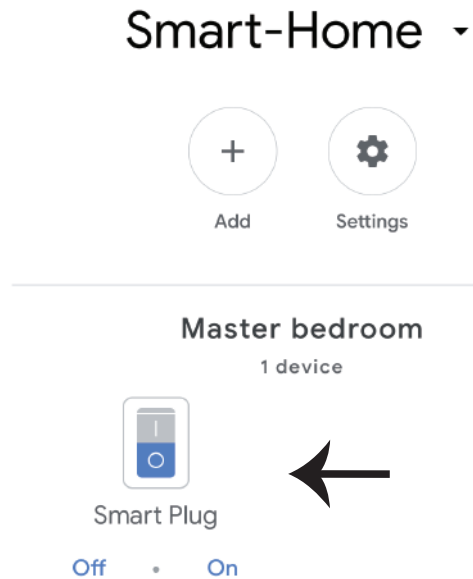 Smart-Home
+
Add Settings
Master bedroom
1 device
Smart Plug
Off • On